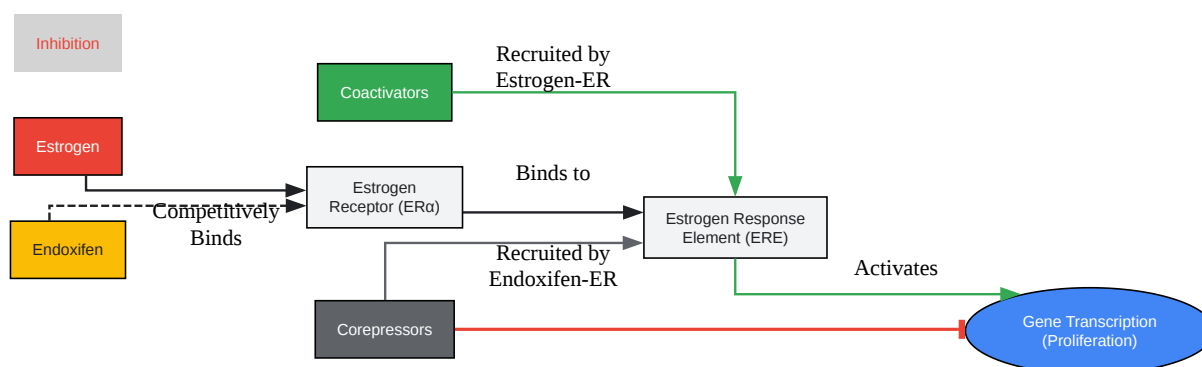 Inhibition
Recruited by
Estrogen-ER
Coactivators
Estrogen
Estrogen
Receptor (ERα)
Binds to
Competitively
Binds
Estrogen Response
Element (ERE)
Endoxifen
Recruited by
Endoxifen-ER
Activates
Corepressors
Gene Transcription
(Proliferation)